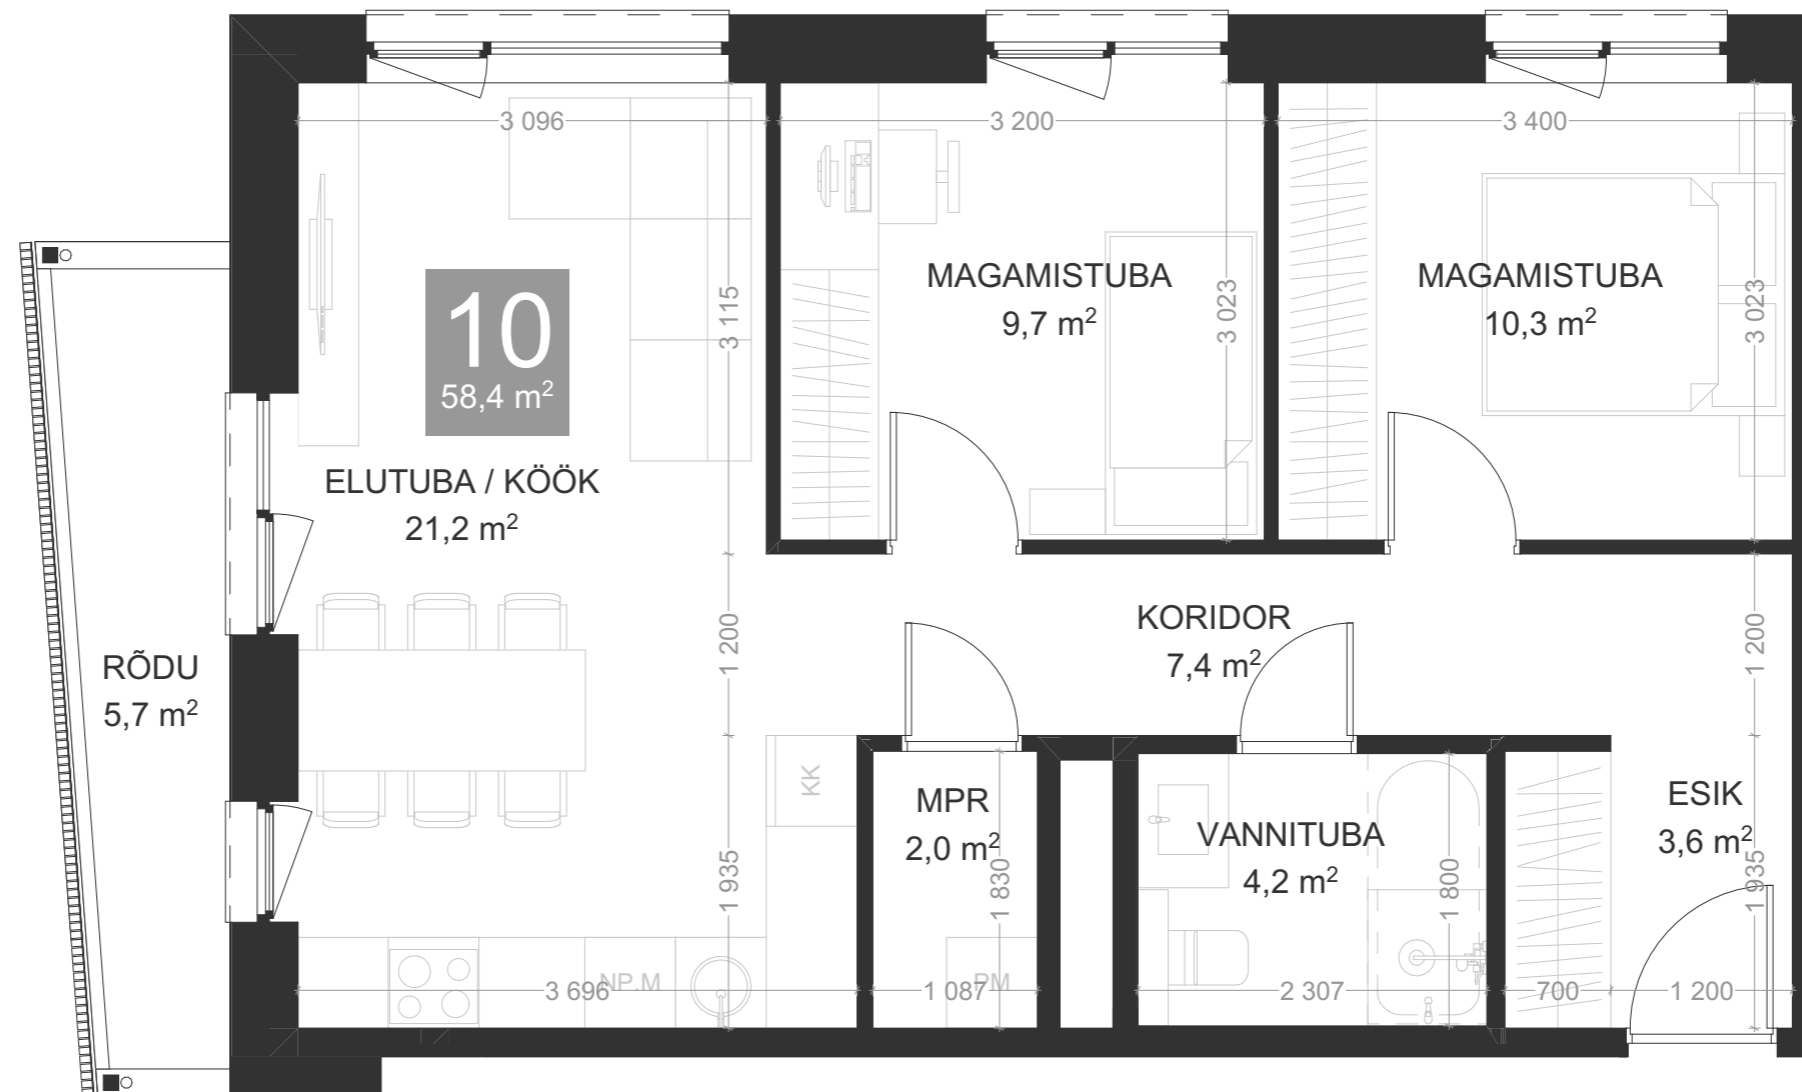 3 096
3 200
3 400
10
58,4 m²
3 115
MAGAMISTUBA
9,7 m²
3 023
MAGAMISTUBA
10,3 m²
3 023
ELUTUBA / KÖÖK
21,2 m²
RÕDU
5,7 m²
1 200
KORIDOR
7,4 m²
1 200
KK
MPR
2,0 m²
VANNITUBA
4,2 m²
ESIK
3,6 m²
1 935
1 830
1 800
1 935
NP.M
PM
3 696
1 087
2 307
700
1 200